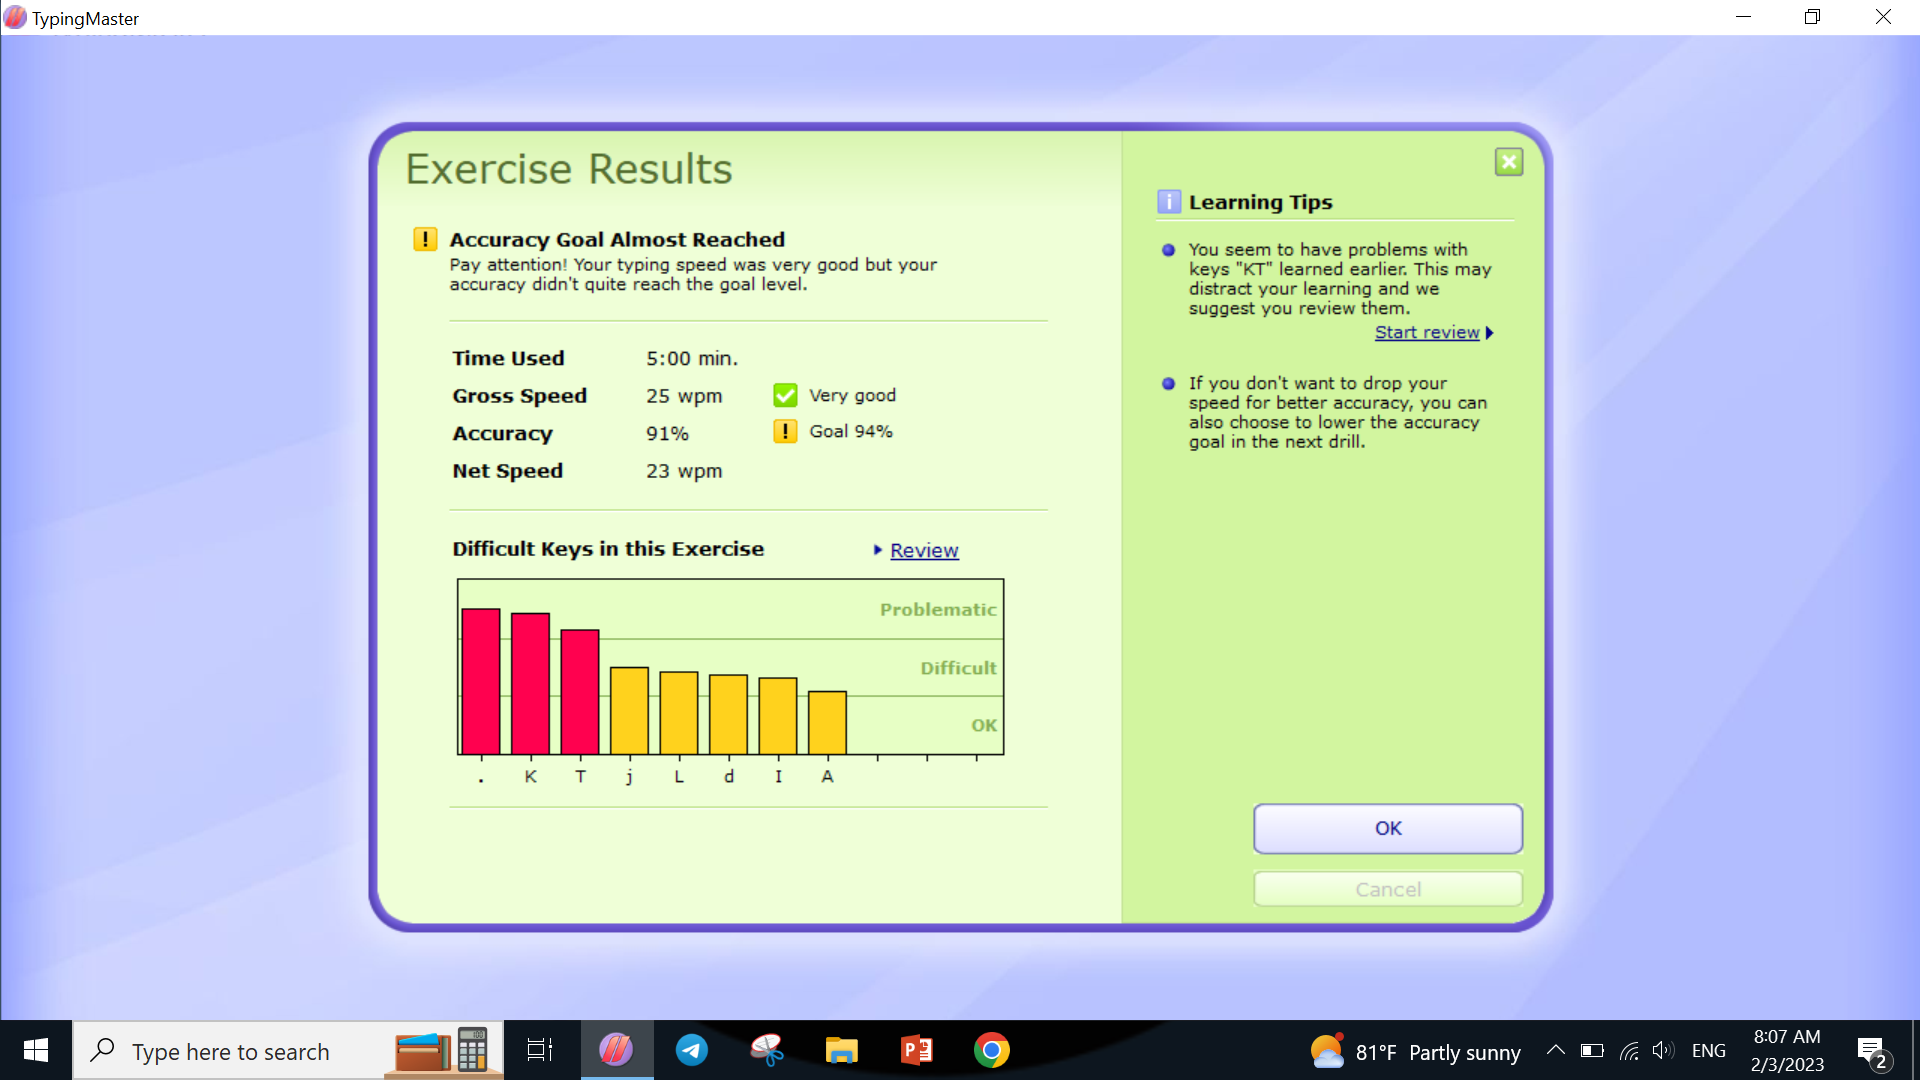 TypingMaster
Exercise Results
! Accuracy Goal Almost Reached
Pay attention! Your typing speed was very good but your
accuracy didn't quite reach the goal level.
Time Used 5:00 min.
Gross Speed 25 wpm Very good
Accuracy 91% ! Goal 94%
Net Speed 23 wpm
Difficult Keys in this Exercise Review
Problematic
Difficult
OK
. K T j L d I A
i Learning Tips
You seem to have problems with
keys "KT" learned earlier. This may
distract your learning and we
suggest you review them.
Start review
If you don't want to drop your
speed for better accuracy, you can
also choose to lower the accuracy
goal in the next drill.
OK
Cancel
Type here to search
81°F Partly sunny
ENG
8:07 AM
2/3/2023
2